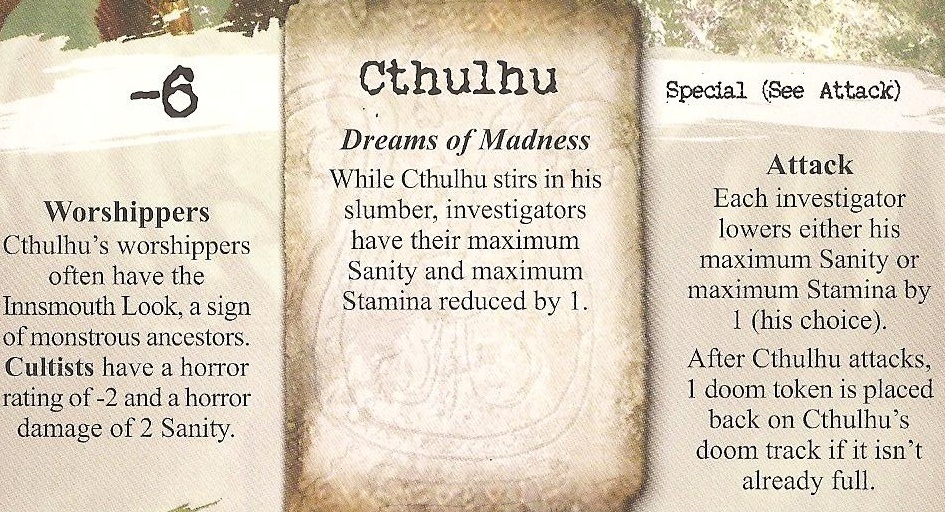 -6
Worshippers
Cthulhu's worshippers
often have the
Innsmouth Look, a sign
of monstrous ancestors.
Cultists have a horror
rating of -2 and a horror
damage of 2 Sanity.
Cthulhu
Dreams of Madness
While Cthulhu stirs in his
slumber, investigators
have their maximum
Sanity and maximum
Stamina reduced by 1.
Special (See Attack)
Attack
Each investigator
lowers either his
maximum Sanity or
maximum Stamina by
1 (his choice).
After Cthulhu attacks,
1 doom token is placed
back on Cthulhu's
doom track if it isn't
already full.